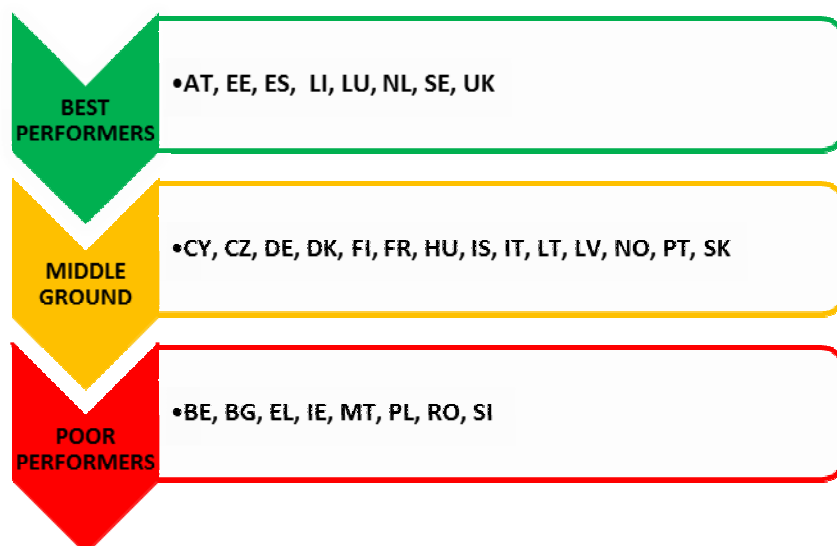 BEST
PERFORMERS
•AT, EE, ES, LI, LU, NL, SE, UK
MIDDLE
GROUND
•CY, CZ, DE, DK, FI, FR, HU, IS, IT, LT, LV, NO, PT, SK
POOR
PERFORMERS
•BE, BG, EL, IE, MT, PL, RO, SI